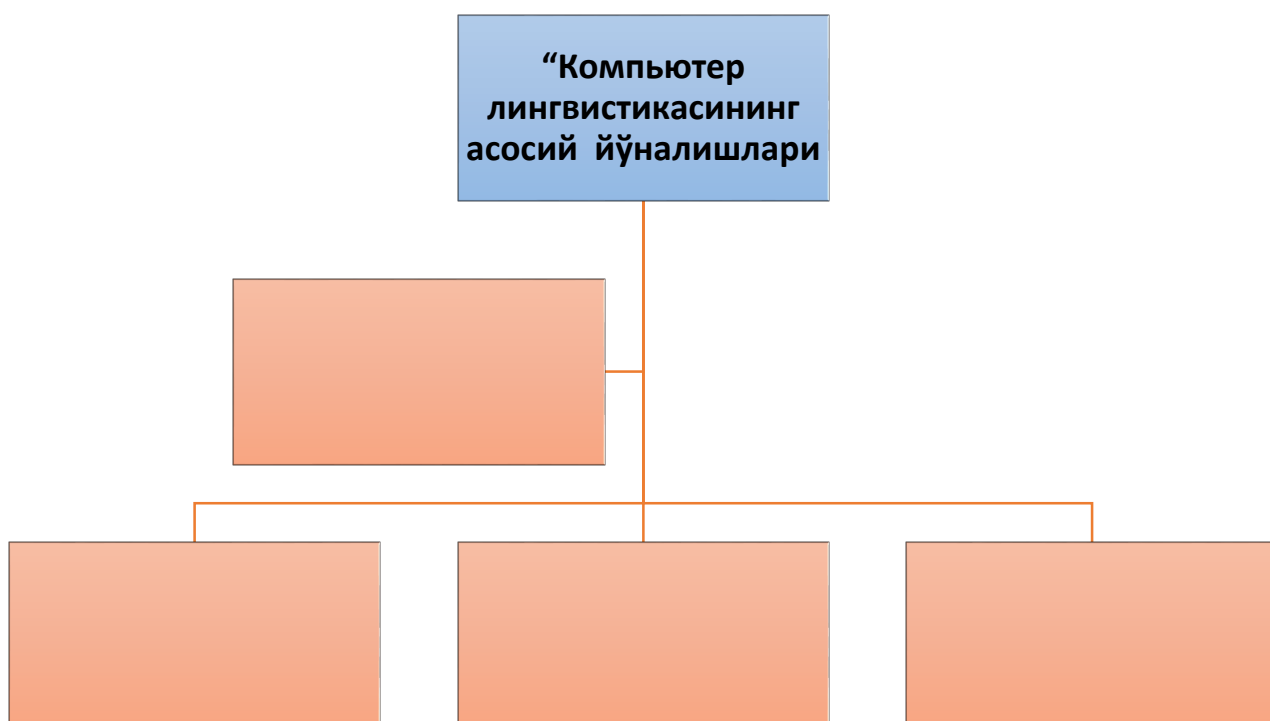 “Компьютер
лингвистикасининг
асосий йўналишлари